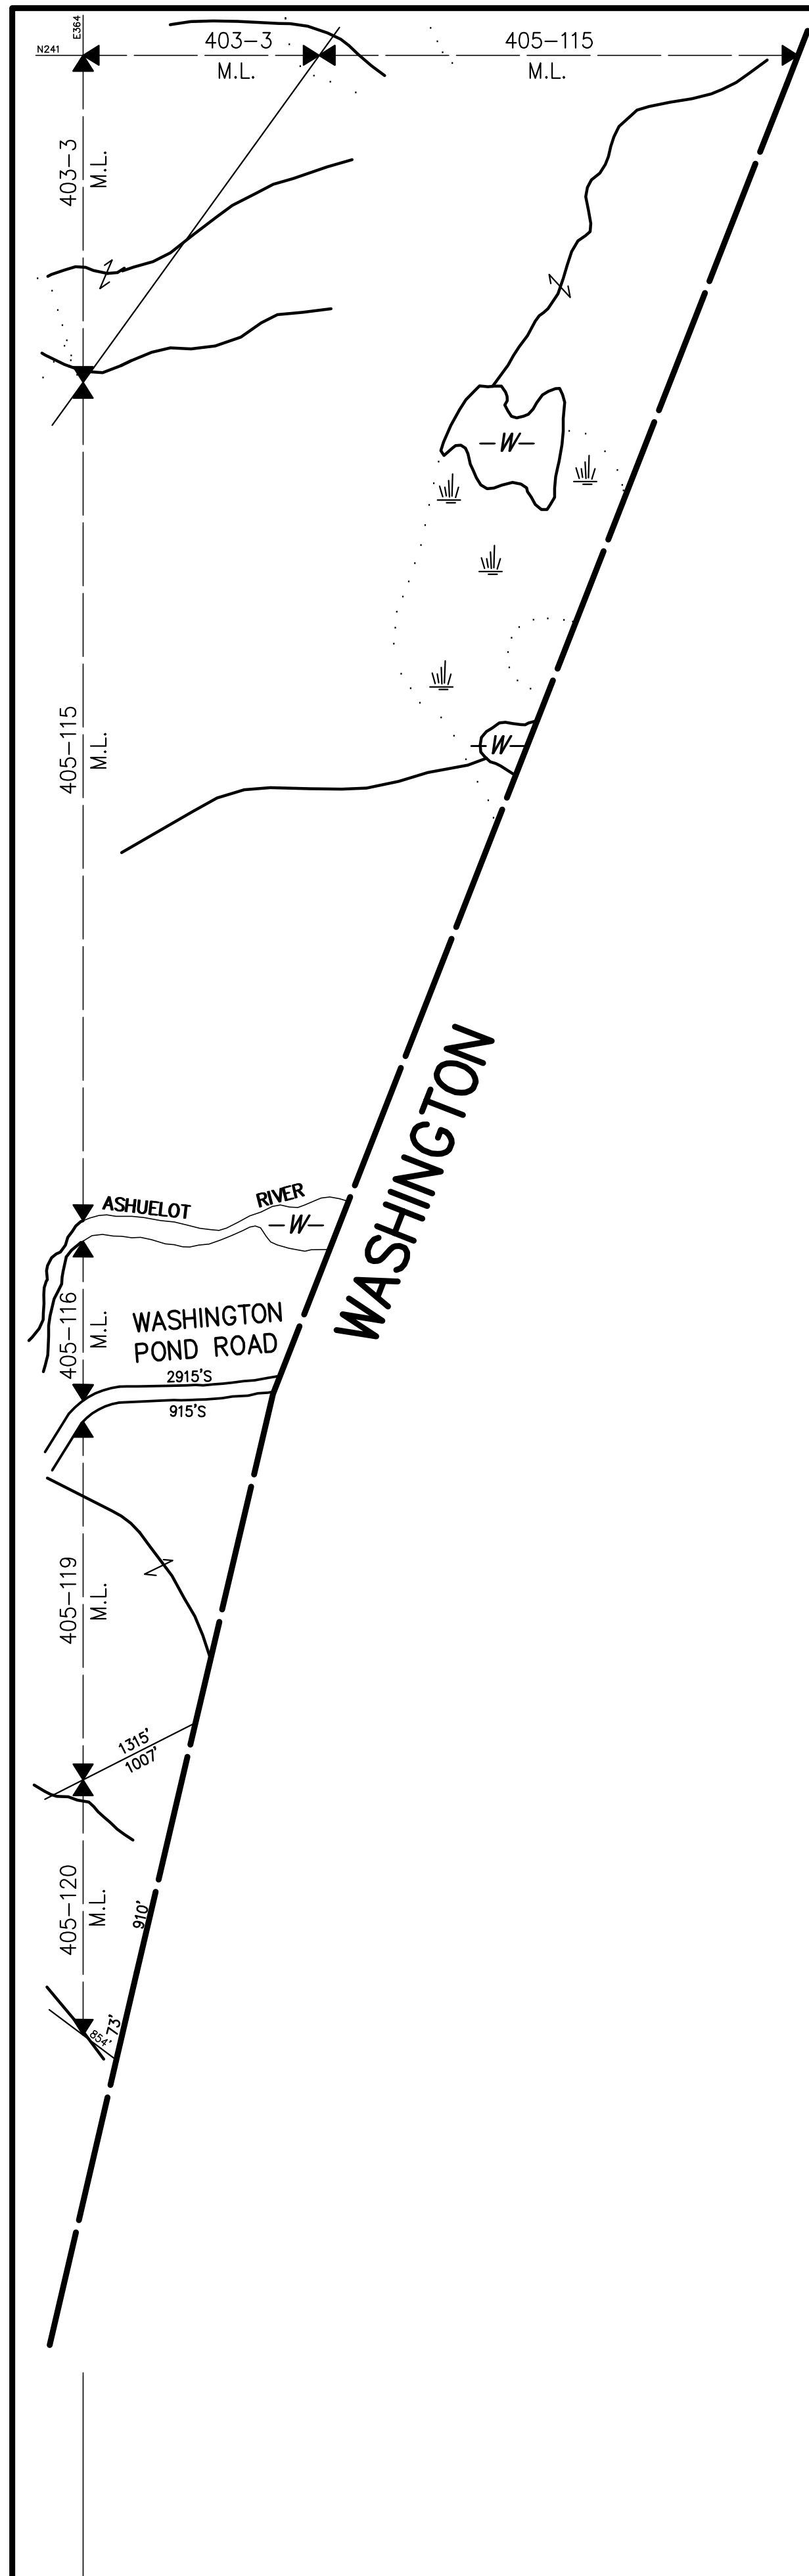 E364
N241
403-3
M.L.
405-115
M.L.
403-3
M.L.
-W-
405-115
M.L.
-W-
WASHINGTON
ASHUELOT RIVER
-W-
405-116
M.L.
WASHINGTON
POND ROAD
2915'S
915'S
405-119
M.L.
1315'
1007'
405-120
M.L.
910'
73'
854'